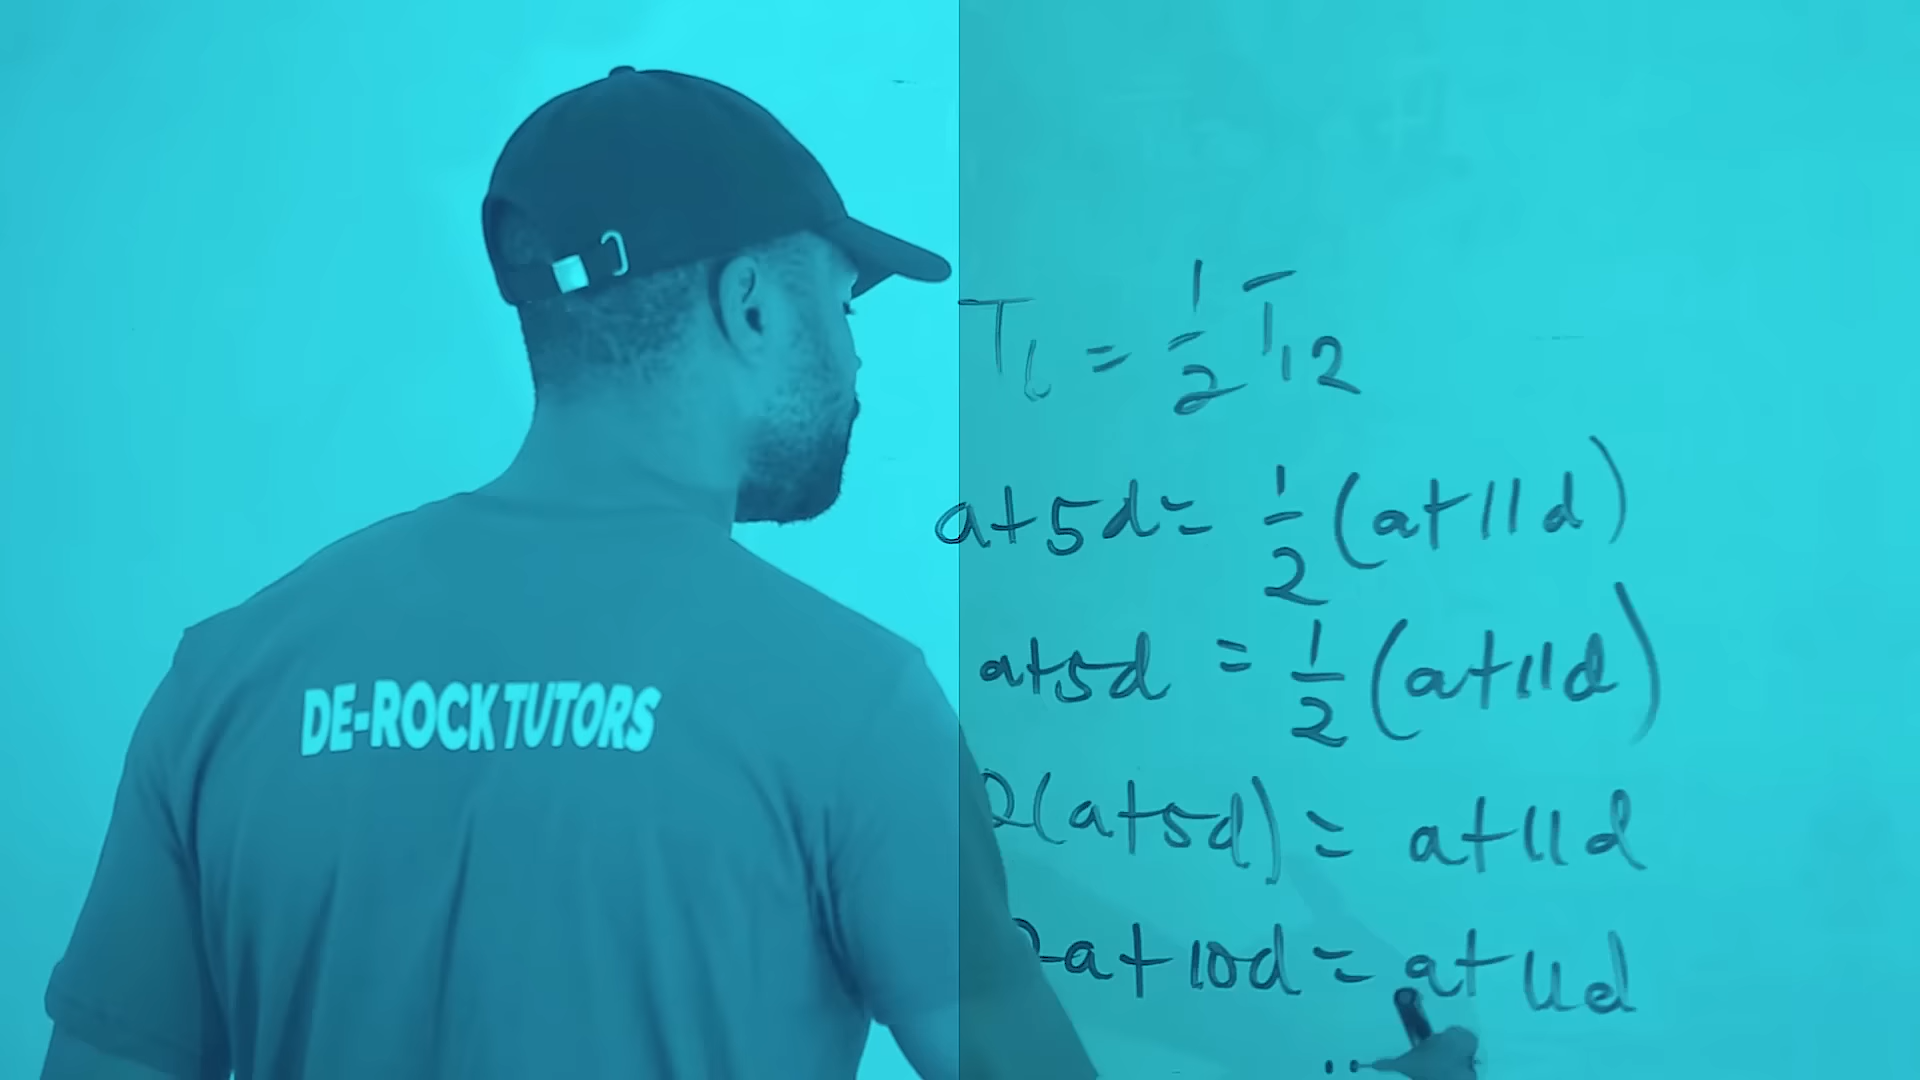 DE-ROCK TUTORS
T6 = 1/2 T12
a+5d = 1/2 (a+11d)
a+5d = 1/2 (a+11d)
2(a+5d) = a+11d
2a+10d = a+11d